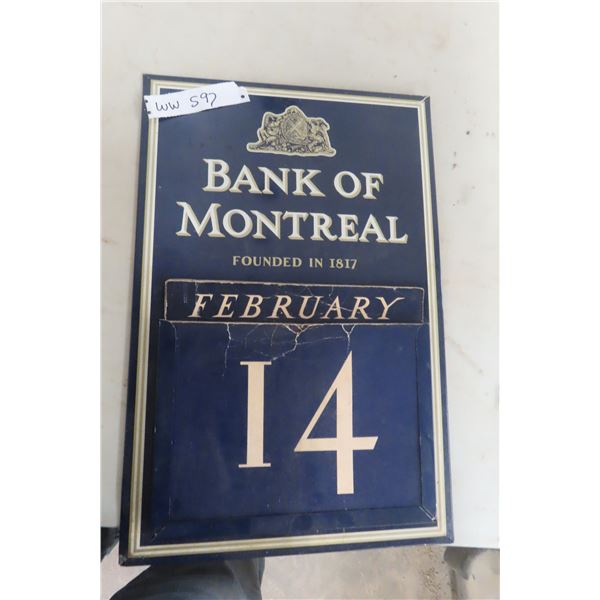 WW 597
BANK OF
MONTREAL
FOUNDED IN 1817
FEBRUARY
14